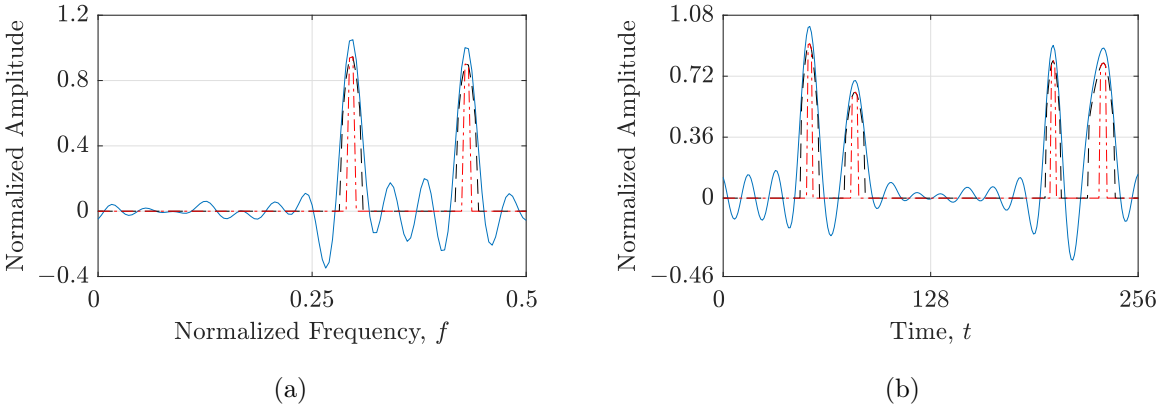 Normalized Amplitude
1.2
0.8
0.4
0
−0.4
0
0.25
0.5
Normalized Frequency, f
(a)
Normalized Amplitude
1.08
0.72
0.36
0
−0.46
0
128
256
Time, t
(b)